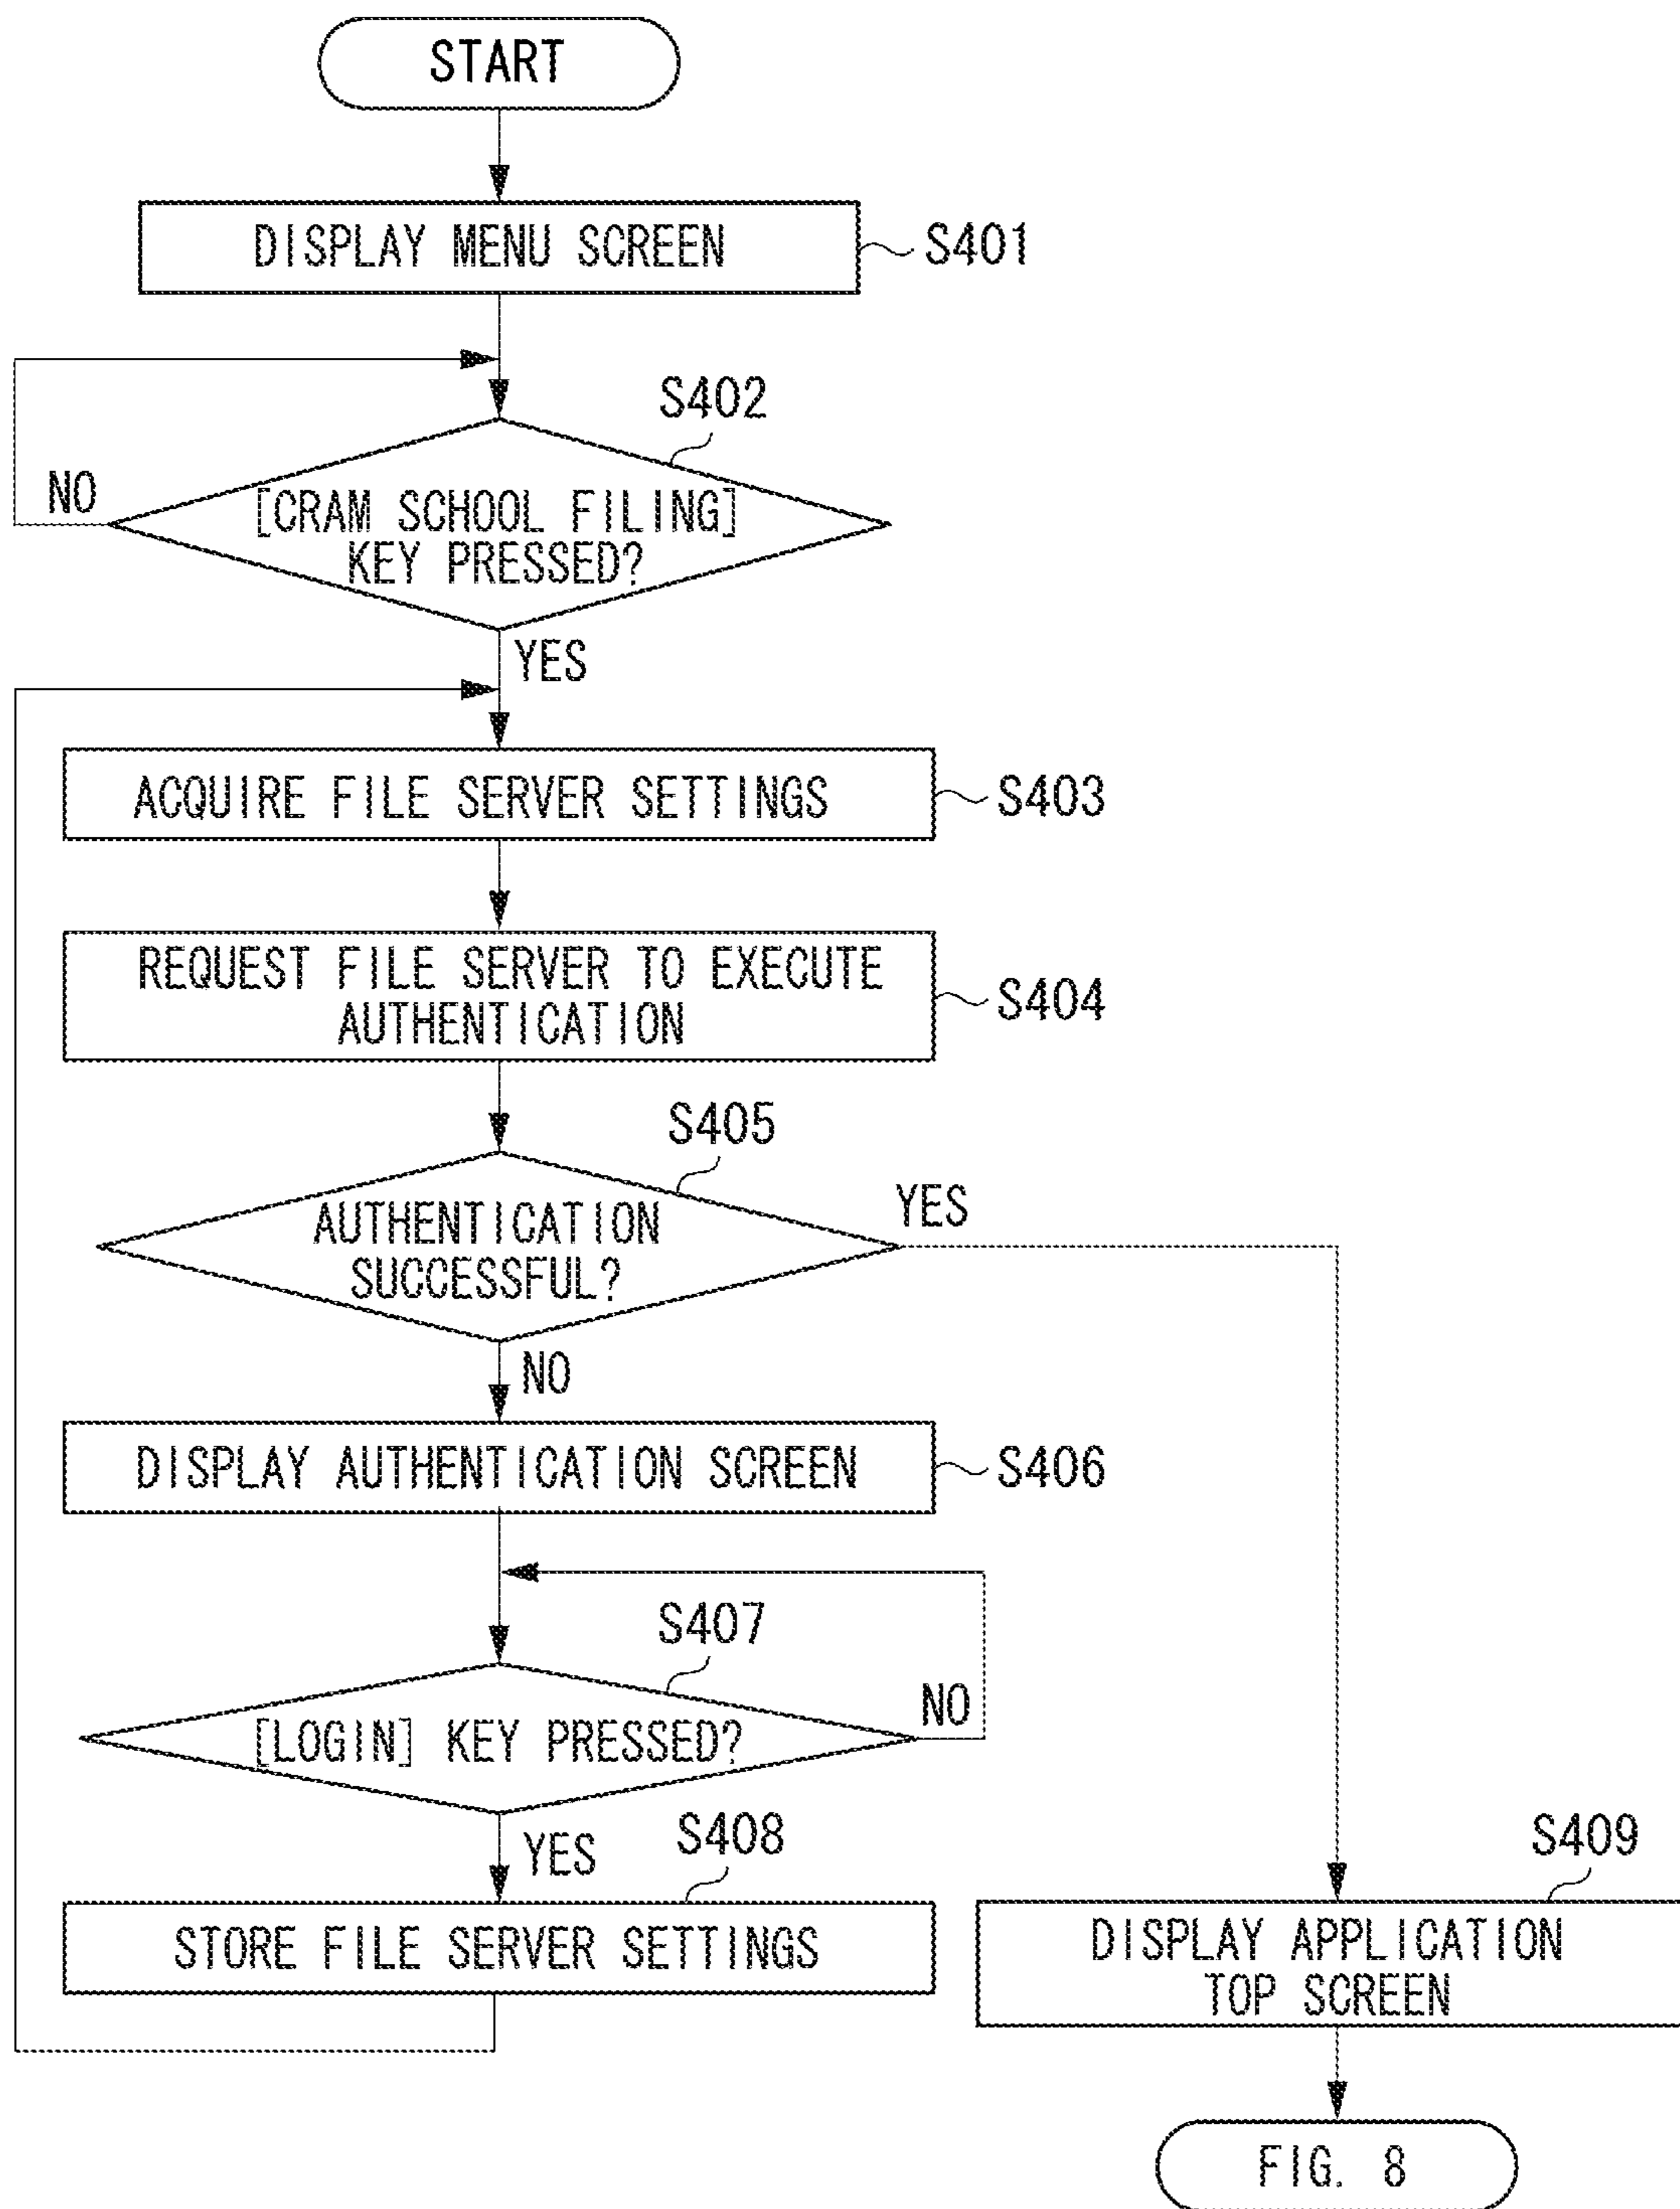 START
DISPLAY MENU SCREEN
S401
S402
NO
[CRAM SCHOOL FILING]
KEY PRESSED?
YES
ACQUIRE FILE SERVER SETTINGS
S403
REQUEST FILE SERVER TO EXECUTE
AUTHENTICATION
S404
S405
YES
AUTHENTICATION
SUCCESSFUL?
NO
DISPLAY AUTHENTICATION SCREEN
S406
S407
NO
[LOGIN] KEY PRESSED?
YES
S408
STORE FILE SERVER SETTINGS
S409
DISPLAY APPLICATION
TOP SCREEN
FIG. 8